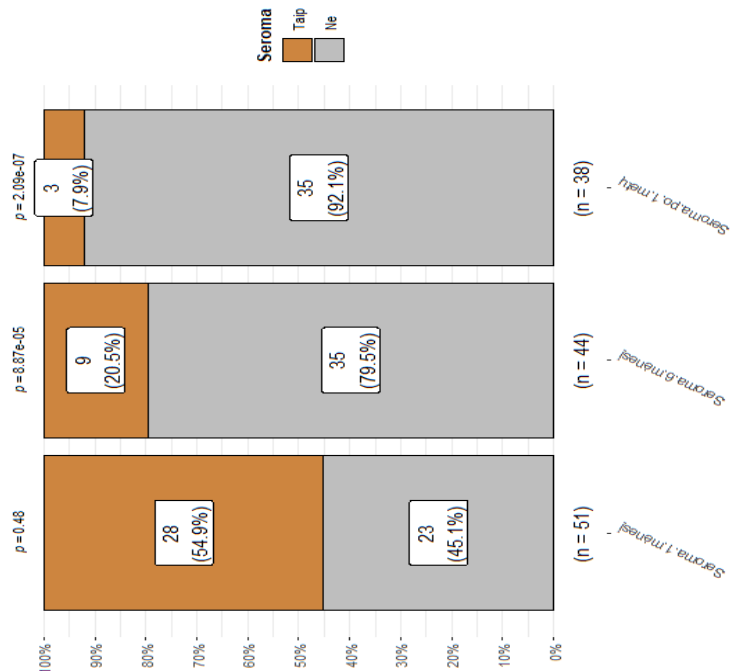 Seroma
Taip
Ne
p = 0.48
p = 8.87e-05
p = 2.09e-07
100%
90%
80%
70%
60%
50%
40%
30%
20%
10%
0%
28
(54.9%)
23
(45.1%)
9
(20.5%)
35
(79.5%)
3
(7.9%)
35
(92.1%)
(n = 51)
(n = 44)
(n = 38)
Seroma.1.mėnesį
Seroma.6.mėnesį
Seroma.po.1.metų